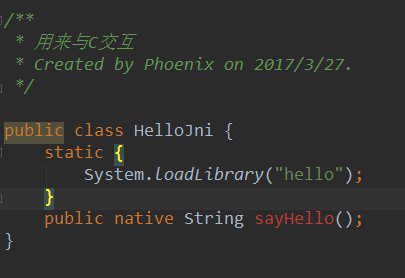 /**
 * 用来与C交互
 * Created by Phoenix on 2017/3/27.
 */
public class HelloJni {
    static {
        System.loadLibrary("hello");
    }
    public native String sayHello();
}